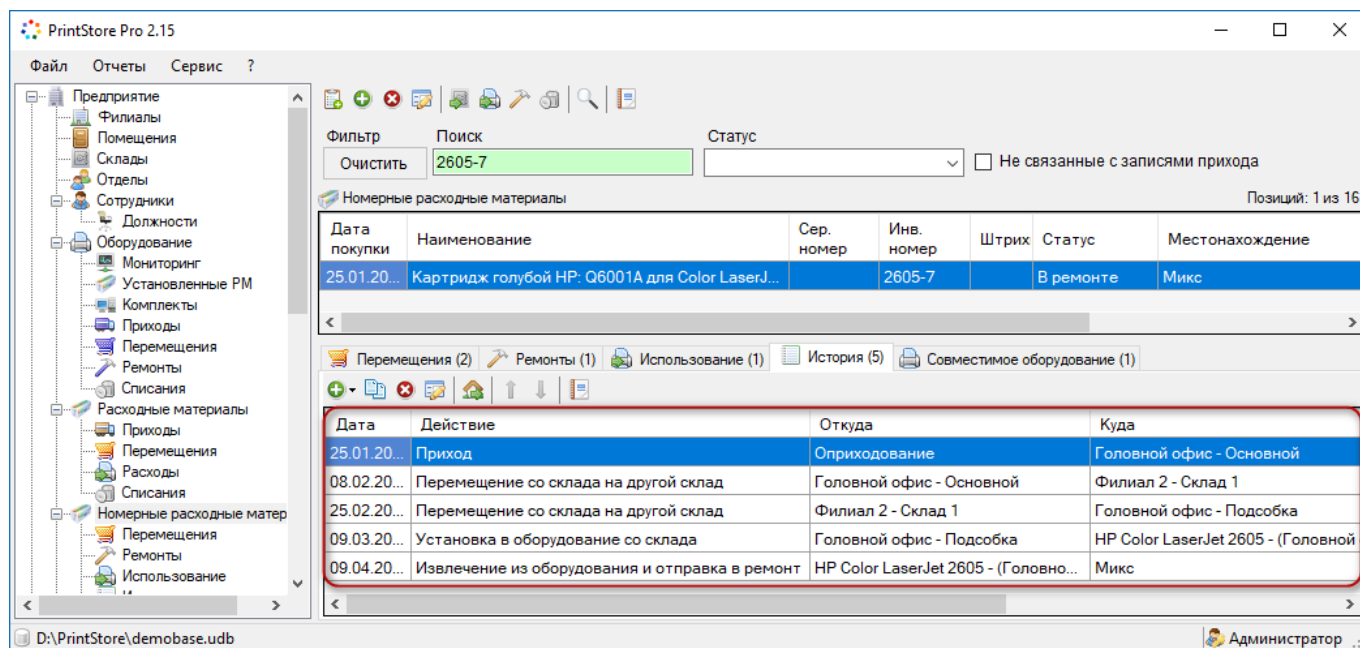 PrintStore Pro 2.15
Файл Отчеты Сервис ?
Предприятие
Филиалы
Помещения
Склады
Отделы
Сотрудники
Должности
Оборудование
Мониторинг
Установленные РМ
Комплекты
Приходы
Перемещения
Ремонты
Списания
Расходные материалы
Приходы
Перемещения
Расходы
Списания
Номерные расходные матер
Перемещения
Ремонты
Использование
Фильтр Поиск Статус
Очистить 2605-7 Не связанные с записями прихода
Номерные расходные материалы Позиций: 1 из 16
Дата покупки Наименование Сер. номер Инв. номер Штрих Статус Местонахождение
25.01.20... Картридж голубой HP: Q6001A для Color LaserJ... 2605-7 В ремонте Микс
Перемещения (2) Ремонты (1) Использование (1) История (5) Совместимое оборудование (1)
Дата Действие Откуда Куда
25.01.20... Приход Оприходование Головной офис - Основной
08.02.20... Перемещение со склада на другой склад Головной офис - Основной Филиал 2 - Склад 1
25.02.20... Перемещение со склада на другой склад Филиал 2 - Склад 1 Головной офис - Подсобка
09.03.20... Установка в оборудование со склада Головной офис - Подсобка HP Color LaserJet 2605 - (Головной
09.04.20... Извлечение из оборудования и отправка в ремонт HP Color LaserJet 2605 - (Головно... Микс
D:\PrintStore\demobase.udb Администратор